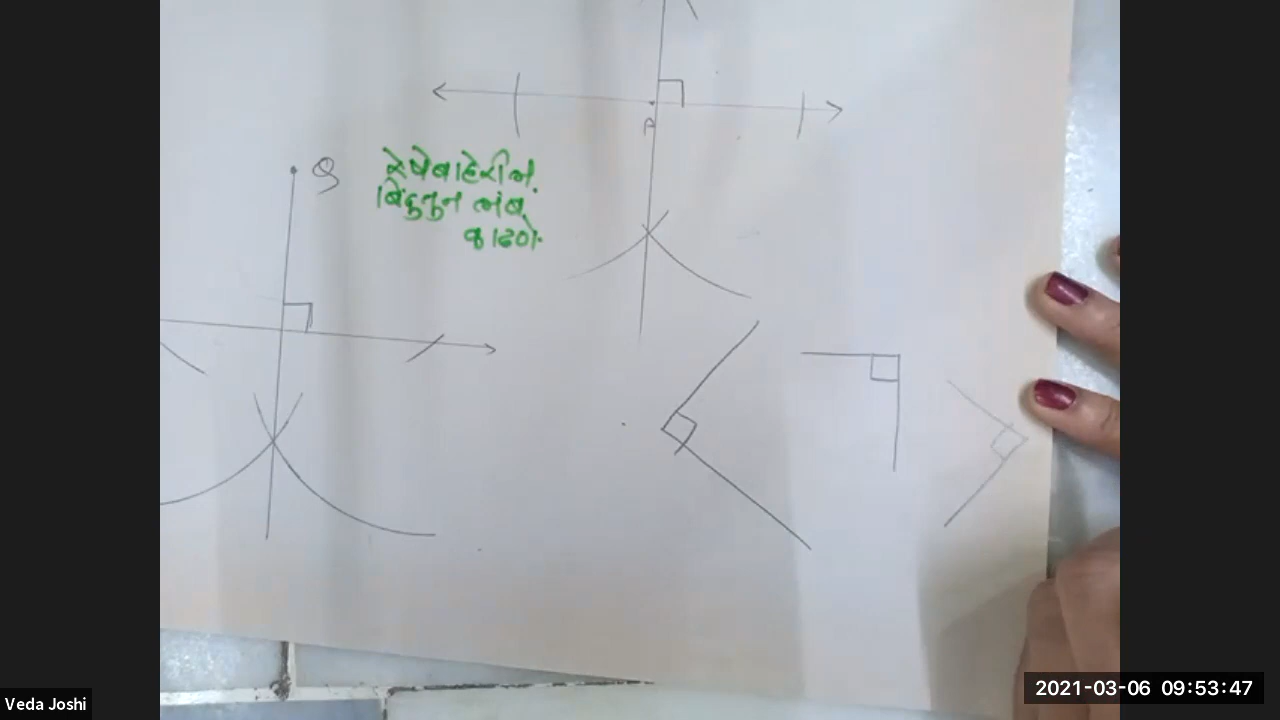 P
Q
रेषेबाहेरील
बिंदुतुन लंब
काढणे.
Veda Joshi
2021-03-06 09:53:47